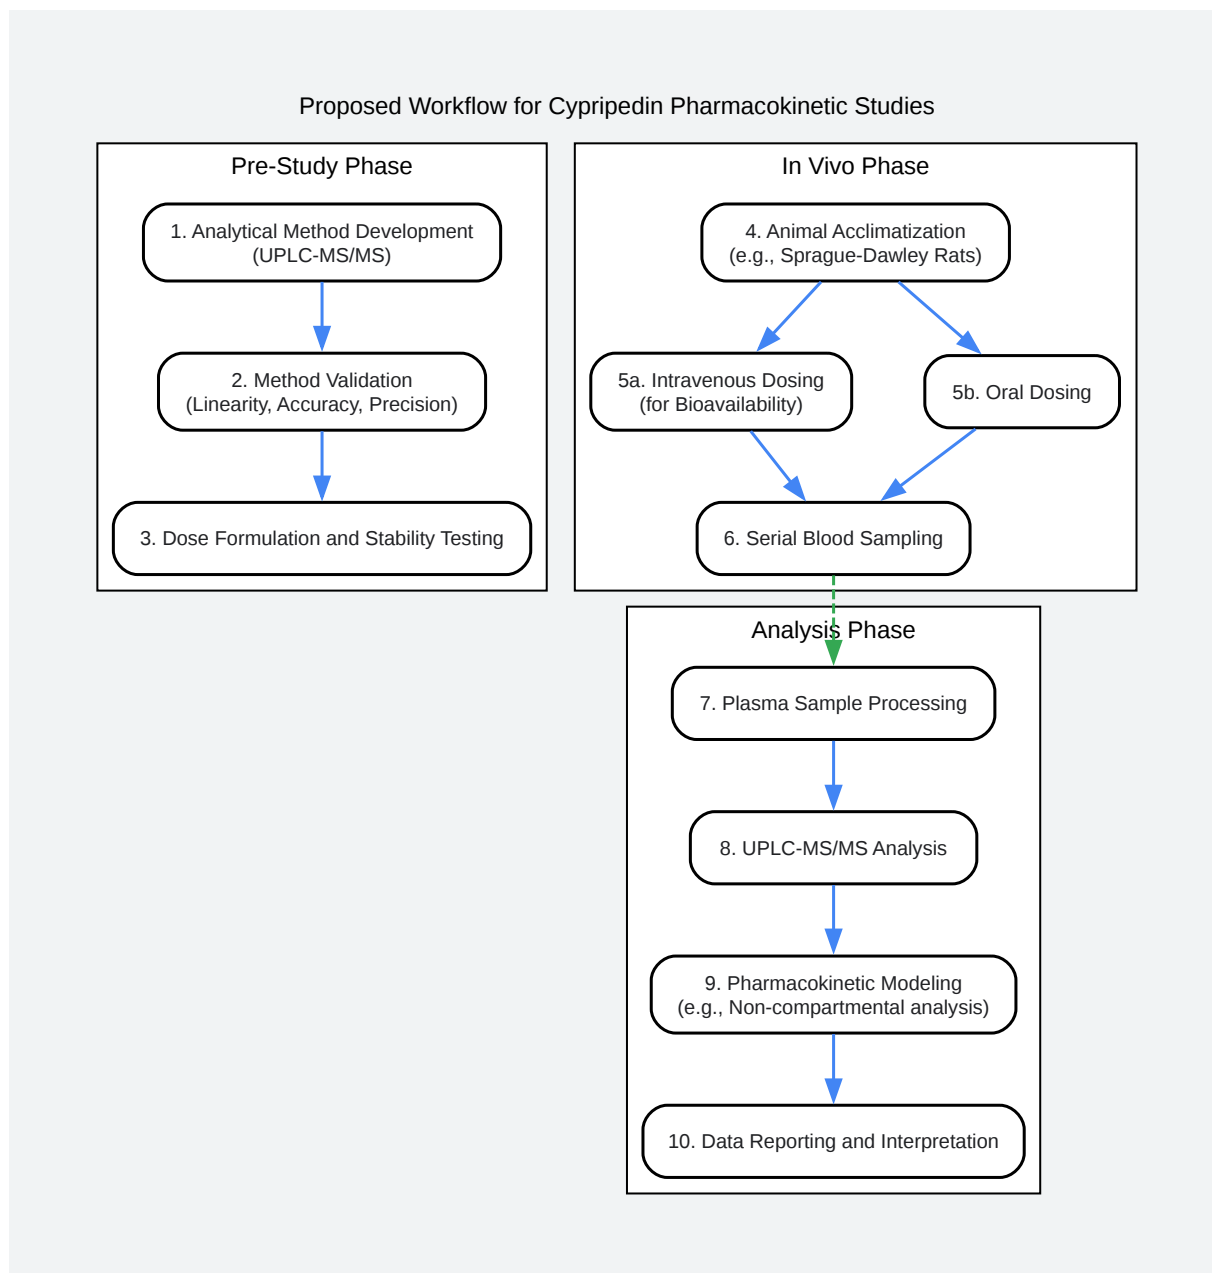 Proposed Workflow for Cypripedin Pharmacokinetic Studies
Pre-Study Phase
1. Analytical Method Development
(UPLC-MS/MS)
2. Method Validation
(Linearity, Accuracy, Precision)
3. Dose Formulation and Stability Testing
In Vivo Phase
4. Animal Acclimatization
(e.g., Sprague-Dawley Rats)
5a. Intravenous Dosing
(for Bioavailability)
5b. Oral Dosing
6. Serial Blood Sampling
Analysis Phase
7. Plasma Sample Processing
8. UPLC-MS/MS Analysis
9. Pharmacokinetic Modeling
(e.g., Non-compartmental analysis)
10. Data Reporting and Interpretation